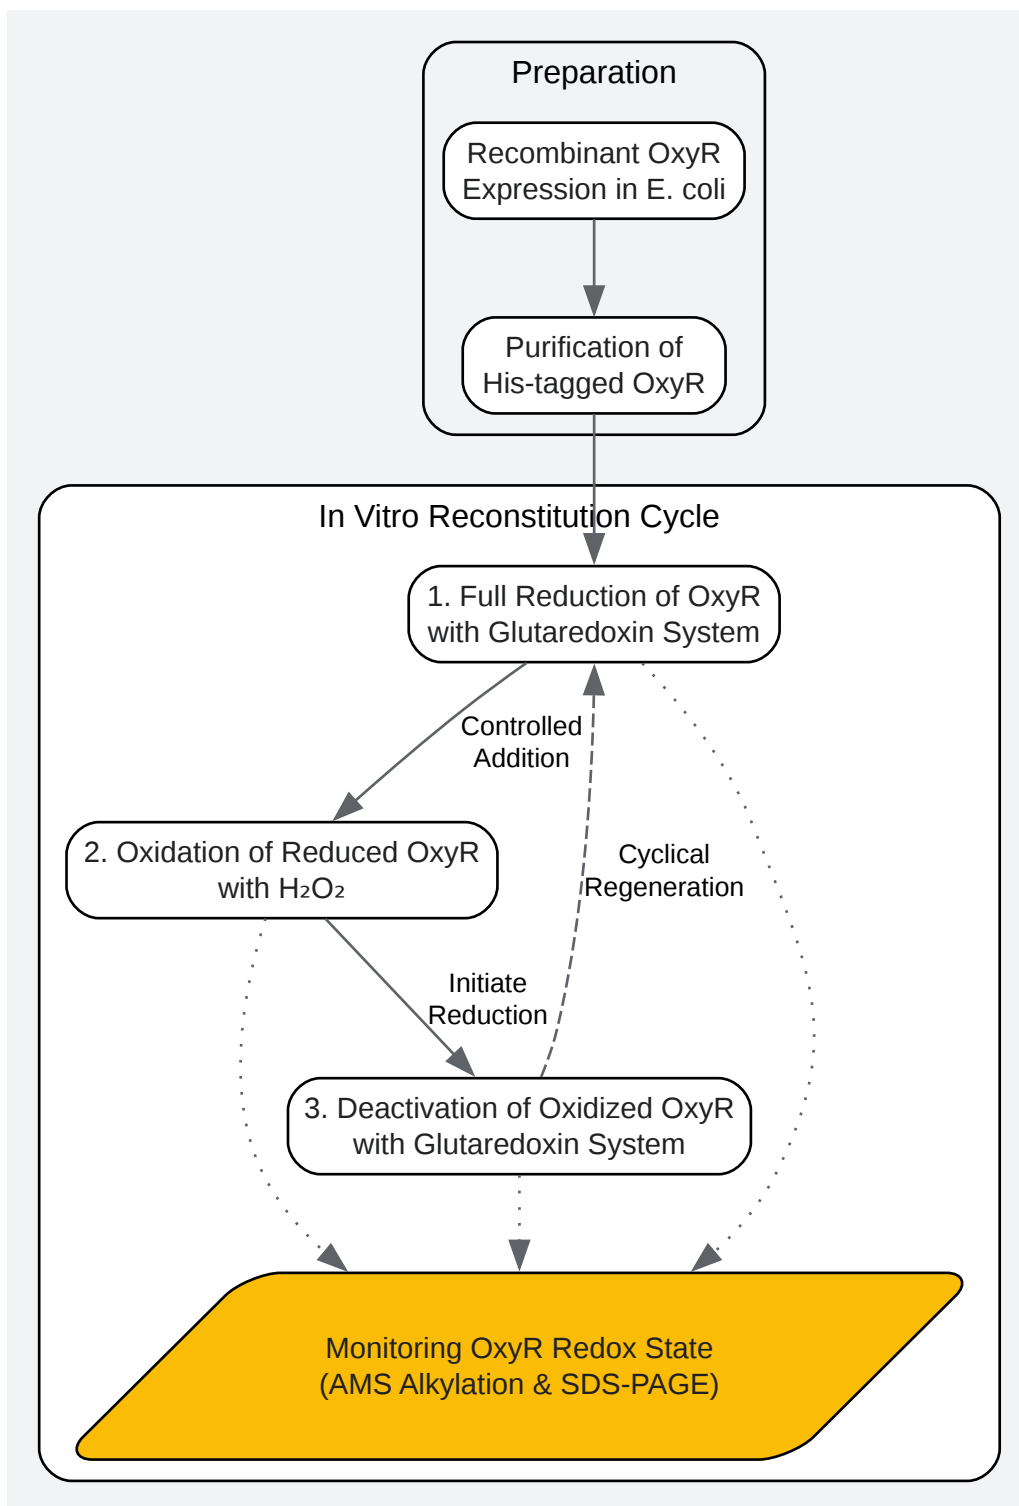 Preparation
Recombinant OxyR
Expression in E. coli
Purification of
His-tagged OxyR
In Vitro Reconstitution Cycle
1. Full Reduction of OxyR
with Glutaredoxin System
Controlled
Addition
2. Oxidation of Reduced OxyR
with H₂O₂
Cyclical
Regeneration
Initiate
Reduction
3. Deactivation of Oxidized OxyR
with Glutaredoxin System
Monitoring OxyR Redox State
(AMS Alkylation & SDS-PAGE)